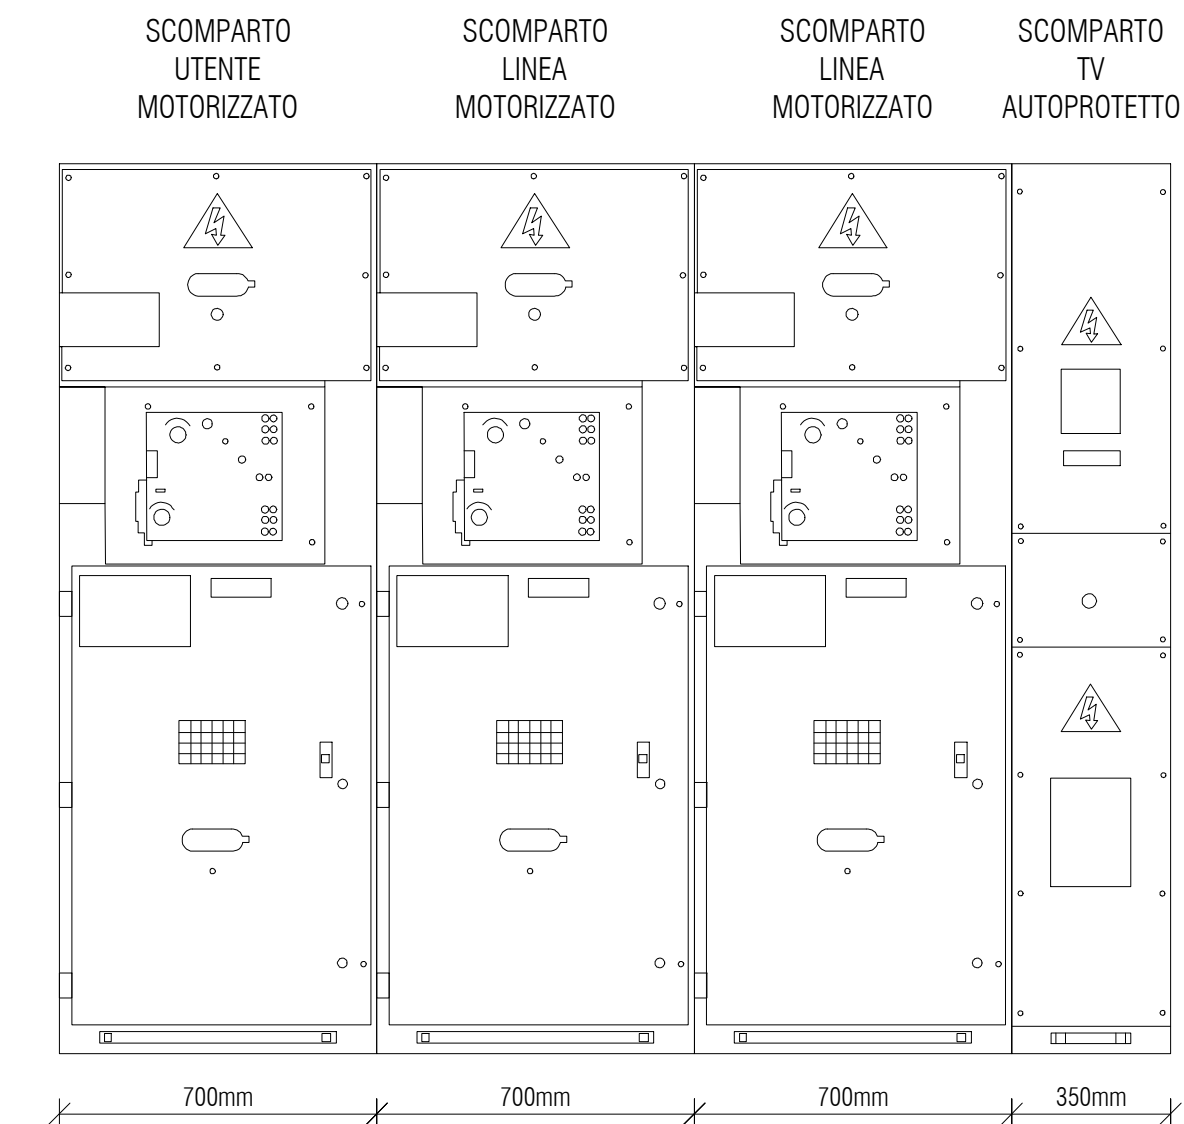 SCOMPARTO
UTENTE
MOTORIZZATO
SCOMPARTO
LINEA
MOTORIZZATO
SCOMPARTO
LINEA
MOTORIZZATO
SCOMPARTO
TV
AUTOPROTETTO
700mm
700mm
700mm
350mm